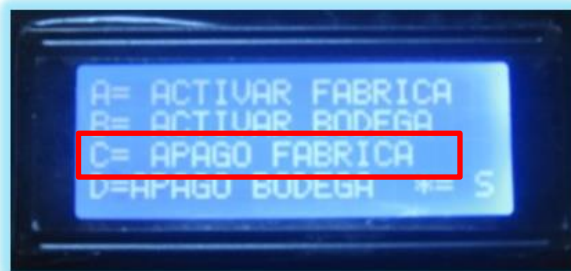 A= ACTIVAR FABRICA
B= ACTIVAR BODEGA
C= APAGO FABRICA
D=APAGO BODEGA *= S